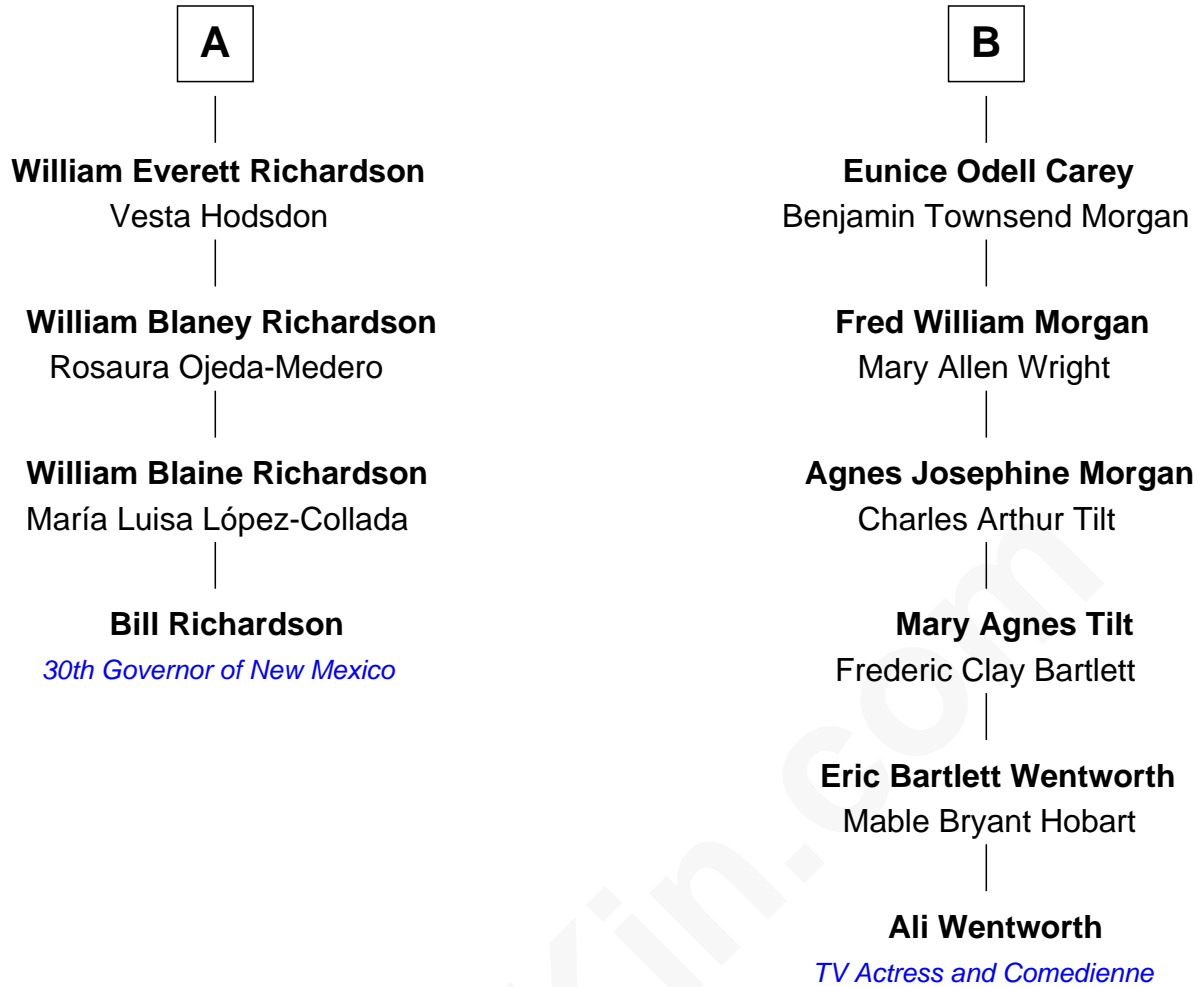 A
William Everett Richardson
Vesta Hodsdon
William Blaney Richardson
Rosaura Ojeda-Medero
William Blaine Richardson
María Luisa López-Collada
Bill Richardson
30th Governor of New Mexico
B
Eunice Odell Carey
Benjamin Townsend Morgan
Fred William Morgan
Mary Allen Wright
Agnes Josephine Morgan
Charles Arthur Tilt
Mary Agnes Tilt
Frederic Clay Bartlett
Eric Bartlett Wentworth
Mable Bryant Hobart
Ali Wentworth
TV Actress and Comedienne
Kin.com